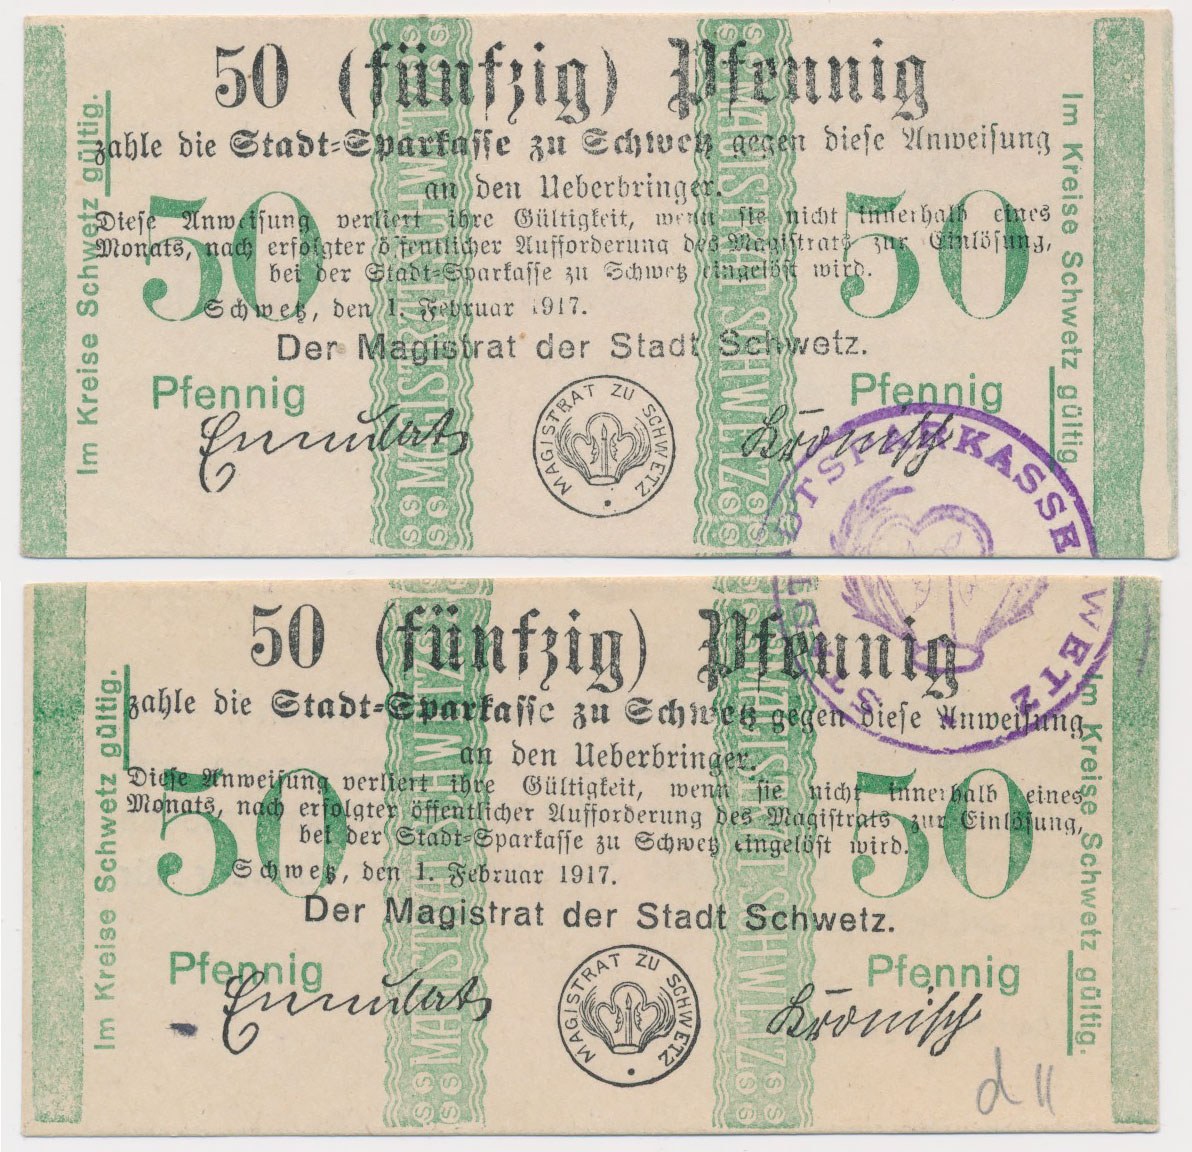 50 (fünfzig) Pfennig
zahle die Stadt-Sparkasse zu Schwetz gegen diese Anweisung
an den Ueberbringer.
Diese Anweisung verliert ihre Gültigkeit, wenn sie nicht innerhalb eines
Monats, nach erfolgter öffentlicher Aufforderung des Magistrats zur Einlösung,
bei der Stadt-Sparkasse zu Schwetz eingelöst wird.
Schwetz, den 1. Februar 1917.
Der Magistrat der Stadt Schwetz.
50
50
Pfennig
Pfennig
Im Kreise Schwetz gültig.
Im Kreise Schwetz gültig
MAGISTRAT ZU SCHWETZ
Krönisch
50 (fünfzig) Pfennig
zahle die Stadt-Sparkasse zu Schwetz gegen diese Anweisung
an den Ueberbringer.
Diese Anweisung verliert ihre Gültigkeit, wenn sie nicht innerhalb eines
Monats, nach erfolgter öffentlicher Aufforderung des Magistrats zur Einlösung,
bei der Stadt-Sparkasse zu Schwetz eingelöst wird.
Schwetz, den 1. Februar 1917.
Der Magistrat der Stadt Schwetz.
50
50
Pfennig
Pfennig
Im Kreise Schwetz gültig.
Im Kreise Schwetz gültig.
MAGISTRAT ZU SCHWETZ
Krönisch
d II